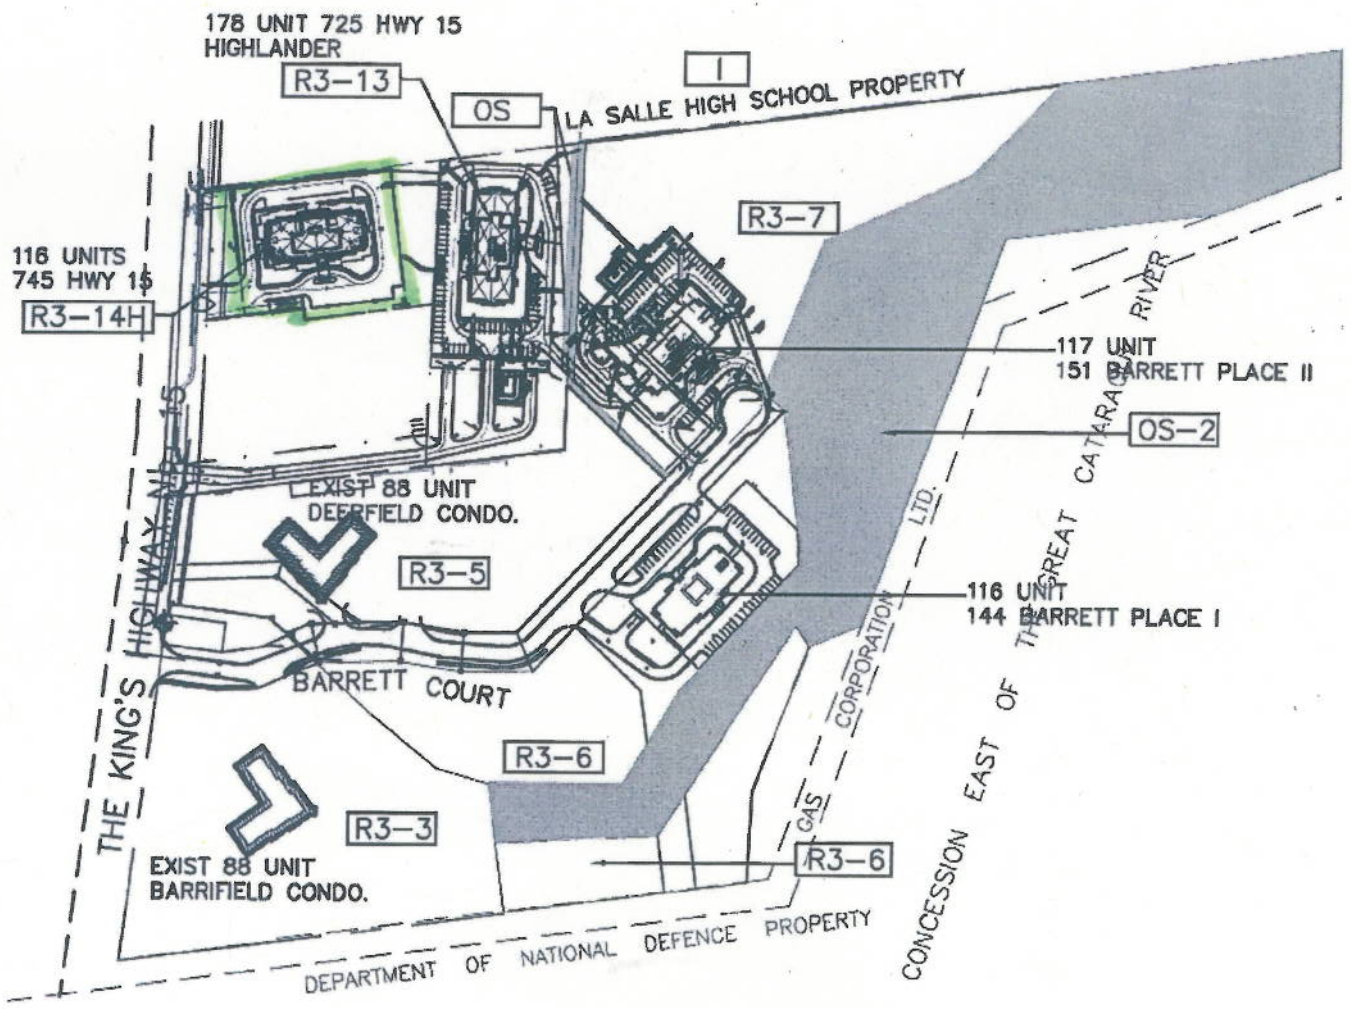 178 UNIT 725 HWY 15
HIGHLANDER
R3-13
I
OS
LA SALLE HIGH SCHOOL PROPERTY
R3-7
116 UNITS
745 HWY 15
R3-14H
117 UNIT
151 BARRETT PLACE II
OS-2
EXIST 88 UNIT
DEERFIELD CONDO.
R3-5
116 UNIT
144 BARRETT PLACE I
BARRETT COURT
THE KING'S HIGHWAY No 15
R3-6
R3-3
EXIST 88 UNIT
BARRIFIELD CONDO.
R3-6
GAS CORPORATION LTD.
CONCESSION EAST OF THE GREAT CATARAQUI RIVER
DEPARTMENT OF NATIONAL DEFENCE PROPERTY